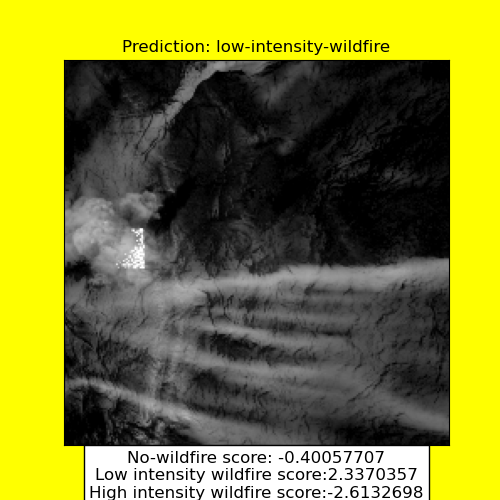 Prediction: low-intensity-wildfire
No-wildfire score: -0.40057707
Low intensity wildfire score:2.3370357
High intensity wildfire score:-2.6132698